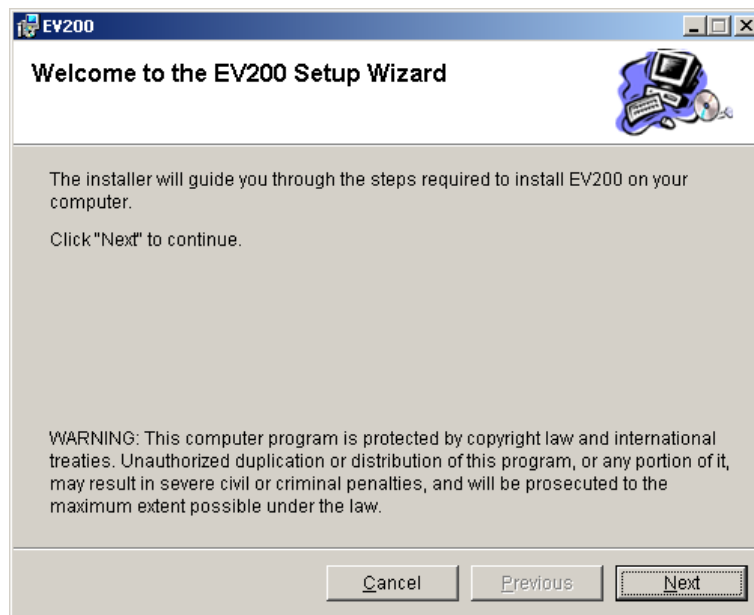 EV200
Welcome to the EV200 Setup Wizard
The installer will guide you through the steps required to install EV200 on your
computer.
Click "Next" to continue.
WARNING: This computer program is protected by copyright law and international
treaties. Unauthorized duplication or distribution of this program, or any portion of it,
may result in severe civil or criminal penalties, and will be prosecuted to the
maximum extent possible under the law.
Cancel
Previous
Next